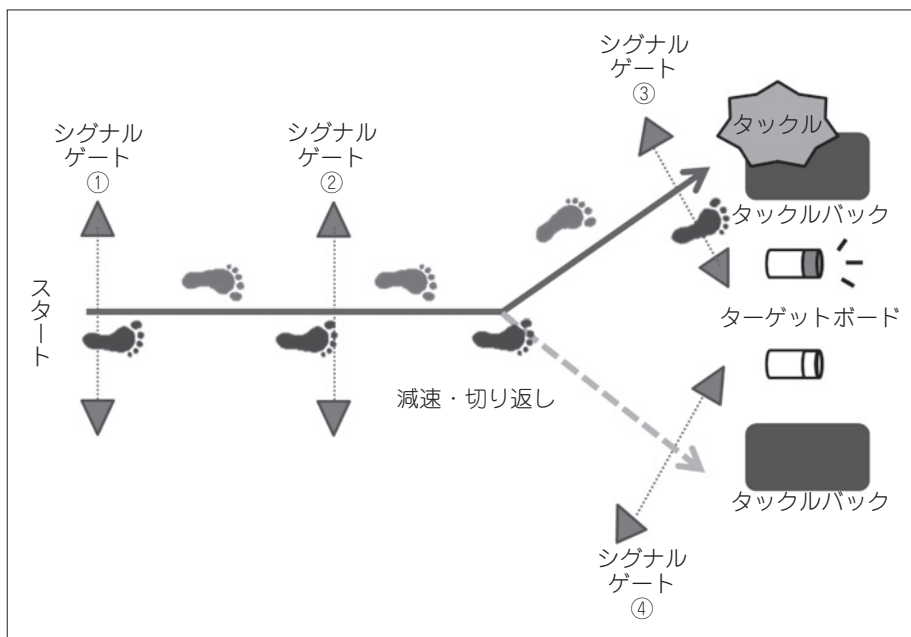 シグナル
ゲート
①
シグナル
ゲート
②
シグナル
ゲート
③
タックル
タックルバック
スタート
ターゲットボード
減速・切り返し
タックルバック
シグナル
ゲート
④